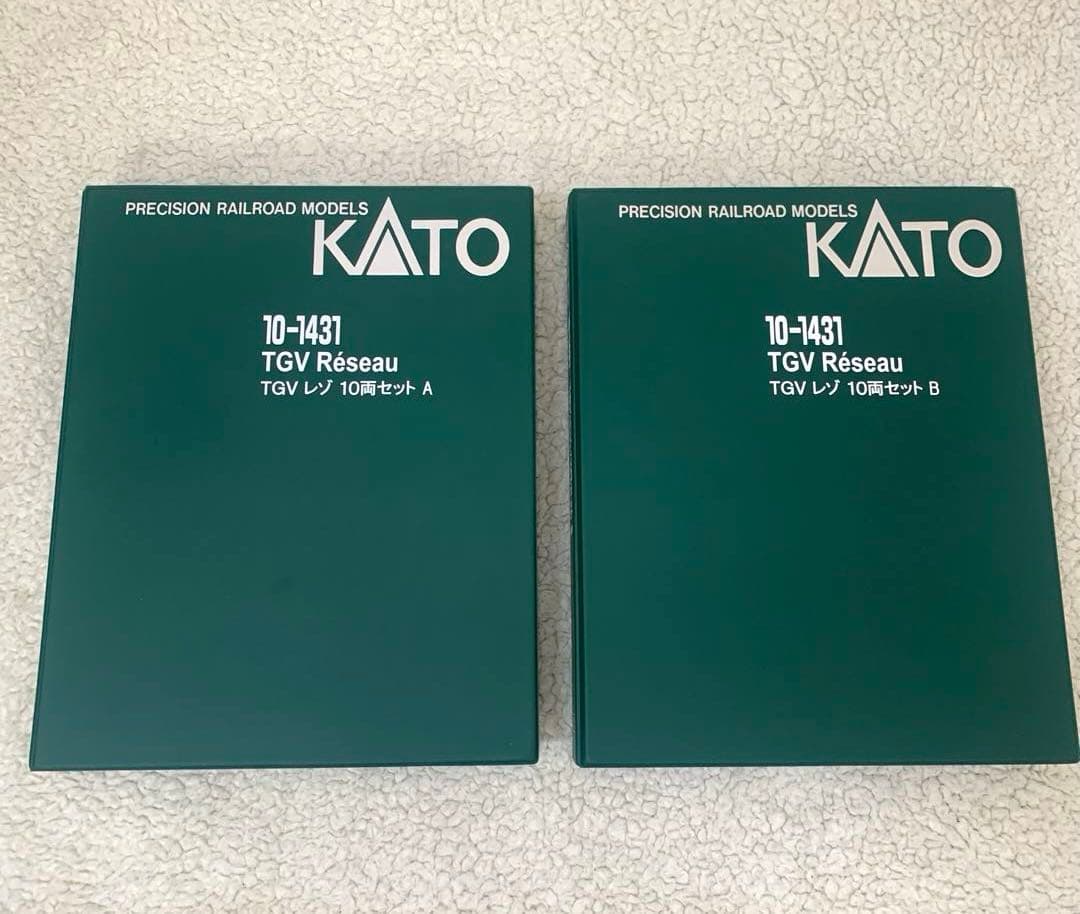 PRECISION RAILROAD MODELS
KATO
10-1431
TGV Réseau
TGV レゾ 10両セット A
PRECISION RAILROAD MODELS
KATO
10-1431
TGV Réseau
TGV レゾ 10両セット B